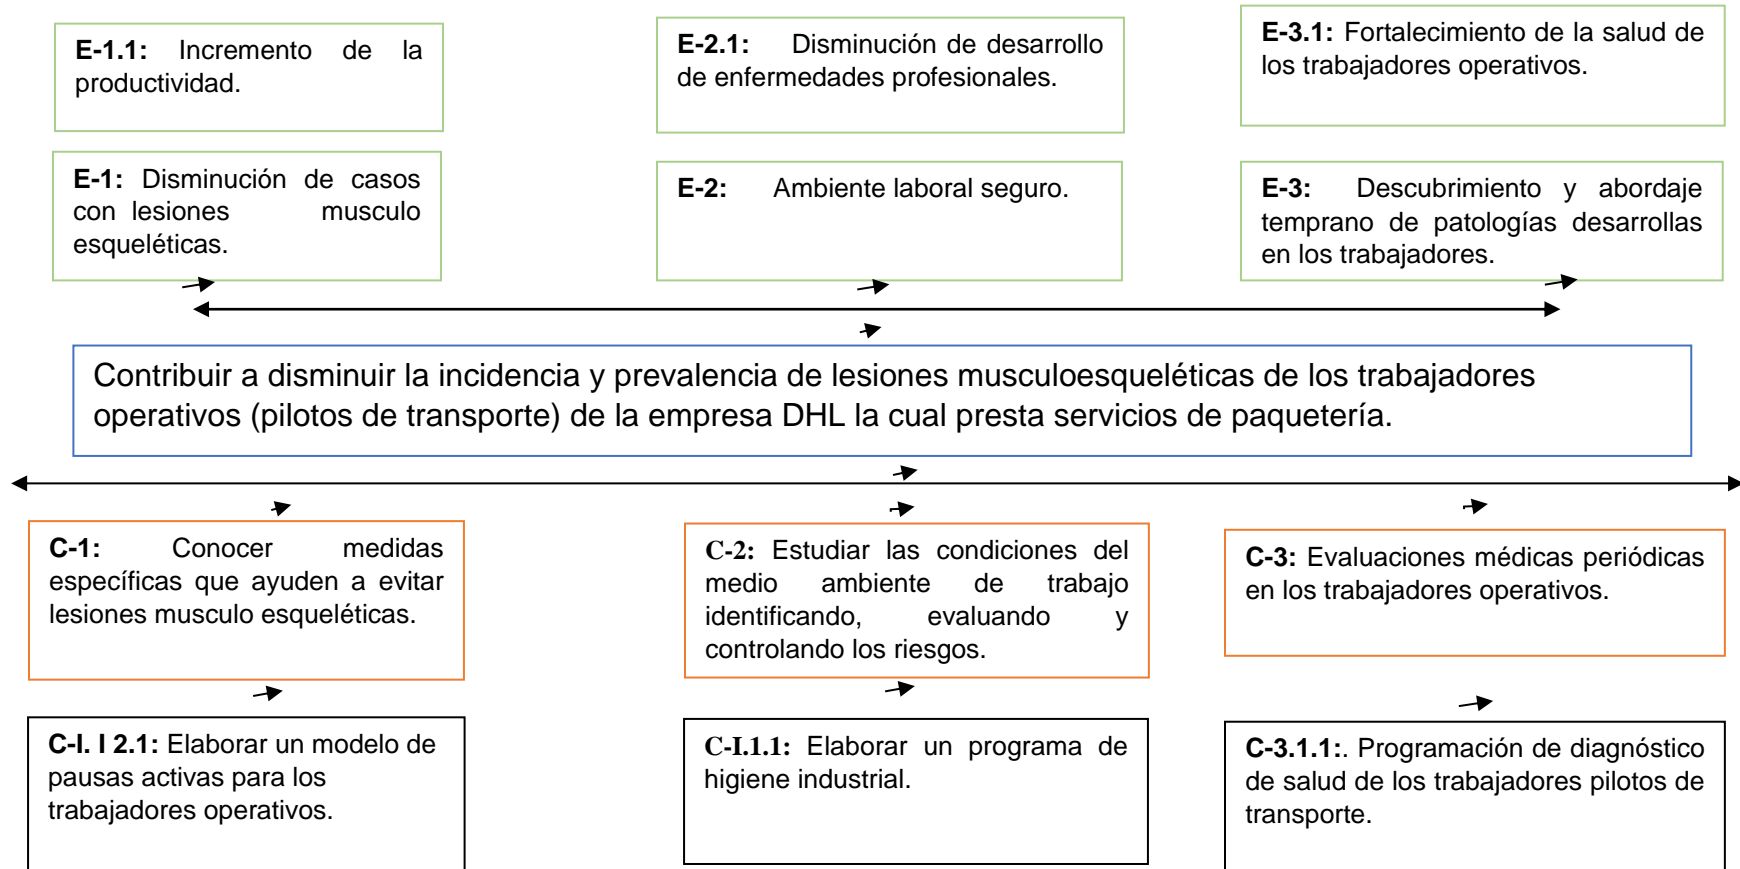 E-1.1: Incremento de la
productividad.
E-2.1: Disminución de desarrollo
de enfermedades profesionales.
E-3.1: Fortalecimiento de la salud de
los trabajadores operativos.
E-1: Disminución de casos
con lesiones musculo
esqueléticas.
E-2: Ambiente laboral seguro.
E-3: Descubrimiento y abordaje
temprano de patologías desarrollas
en los trabajadores.
Contribuir a disminuir la incidencia y prevalencia de lesiones musculoesqueléticas de los trabajadores
operativos (pilotos de transporte) de la empresa DHL la cual presta servicios de paquetería.
C-1: Conocer medidas
específicas que ayuden a evitar
lesiones musculo esqueléticas.
C-2: Estudiar las condiciones del
medio ambiente de trabajo
identificando, evaluando y
controlando los riesgos.
C-3: Evaluaciones médicas periódicas
en los trabajadores operativos.
C-I. I 2.1: Elaborar un modelo de
pausas activas para los
trabajadores operativos.
C-I.1.1: Elaborar un programa de
higiene industrial.
C-3.1.1:. Programación de diagnóstico
de salud de los trabajadores pilotos de
transporte.